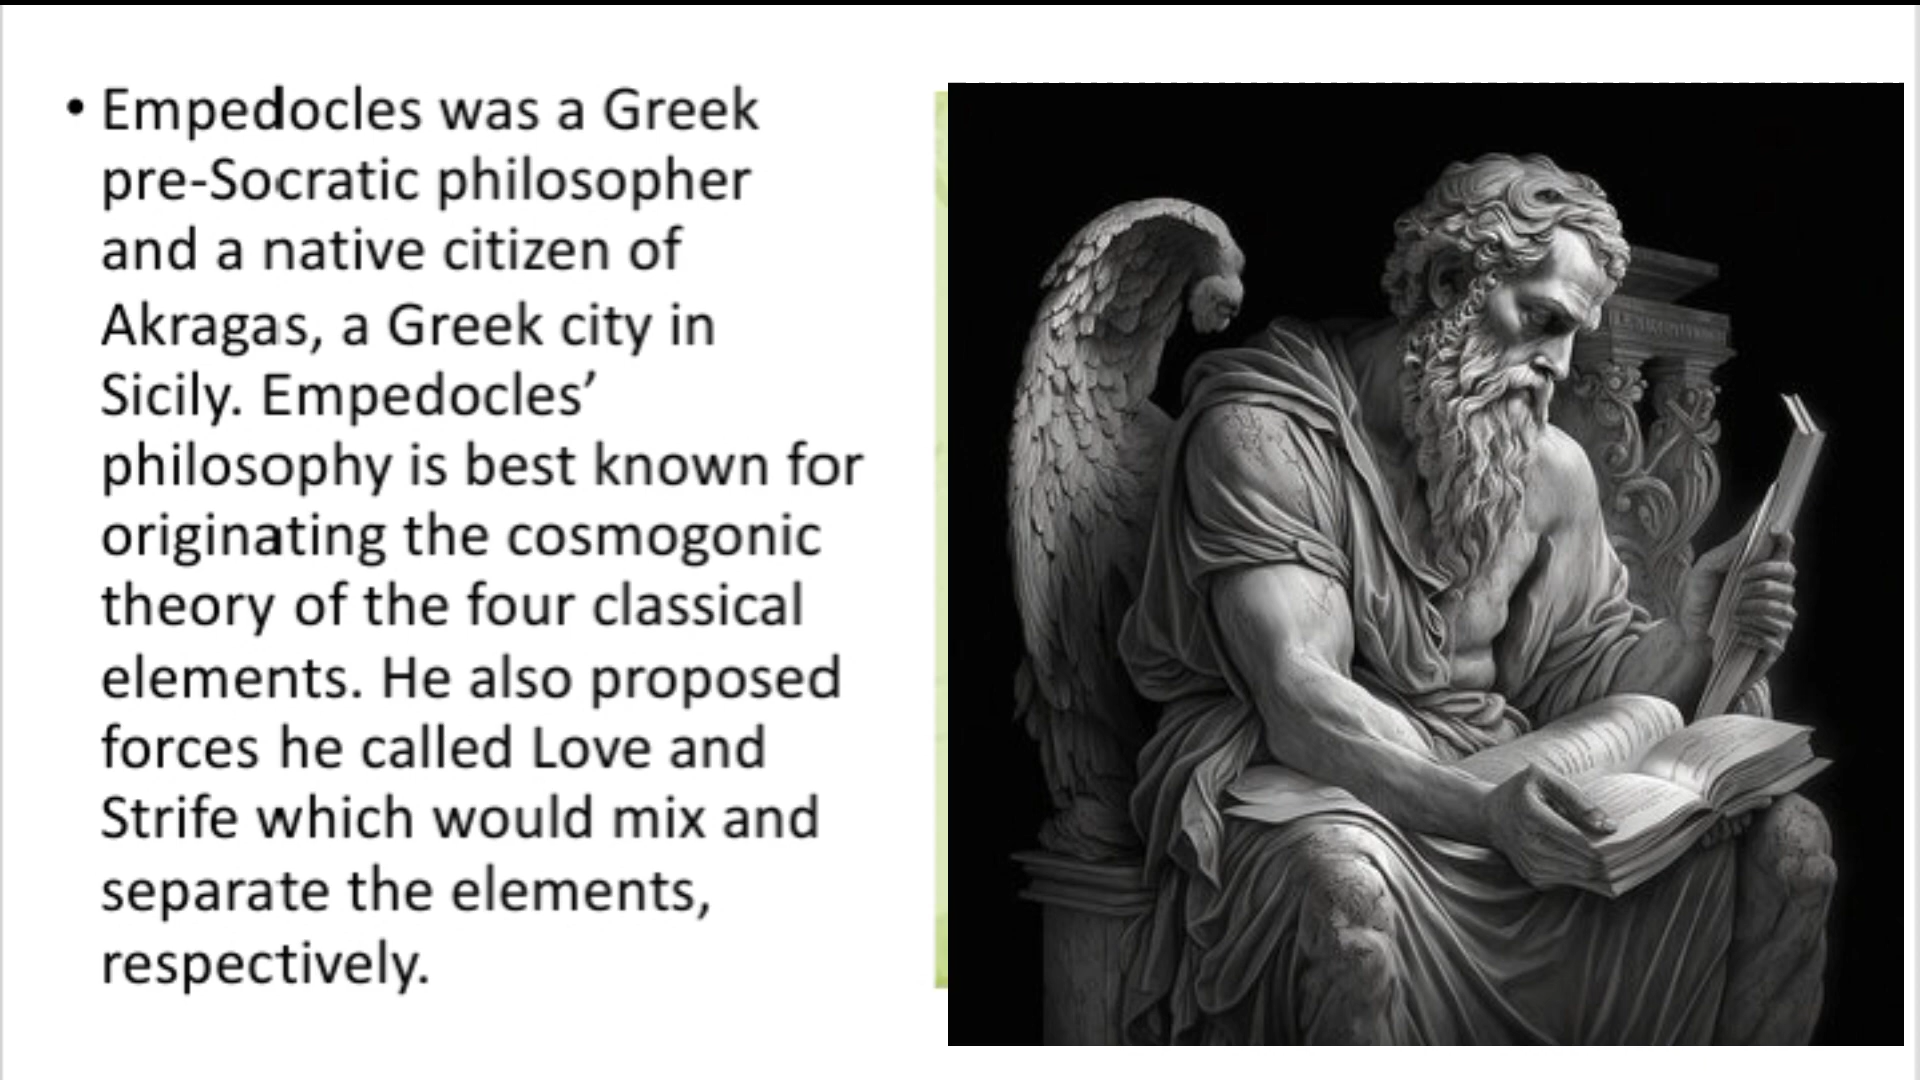 • Empedocles was a Greek
pre-Socratic philosopher
and a native citizen of
Akragas, a Greek city in
Sicily. Empedocles’
philosophy is best known for
originating the cosmogonic
theory of the four classical
elements. He also proposed
forces he called Love and
Strife which would mix and
separate the elements,
respectively.